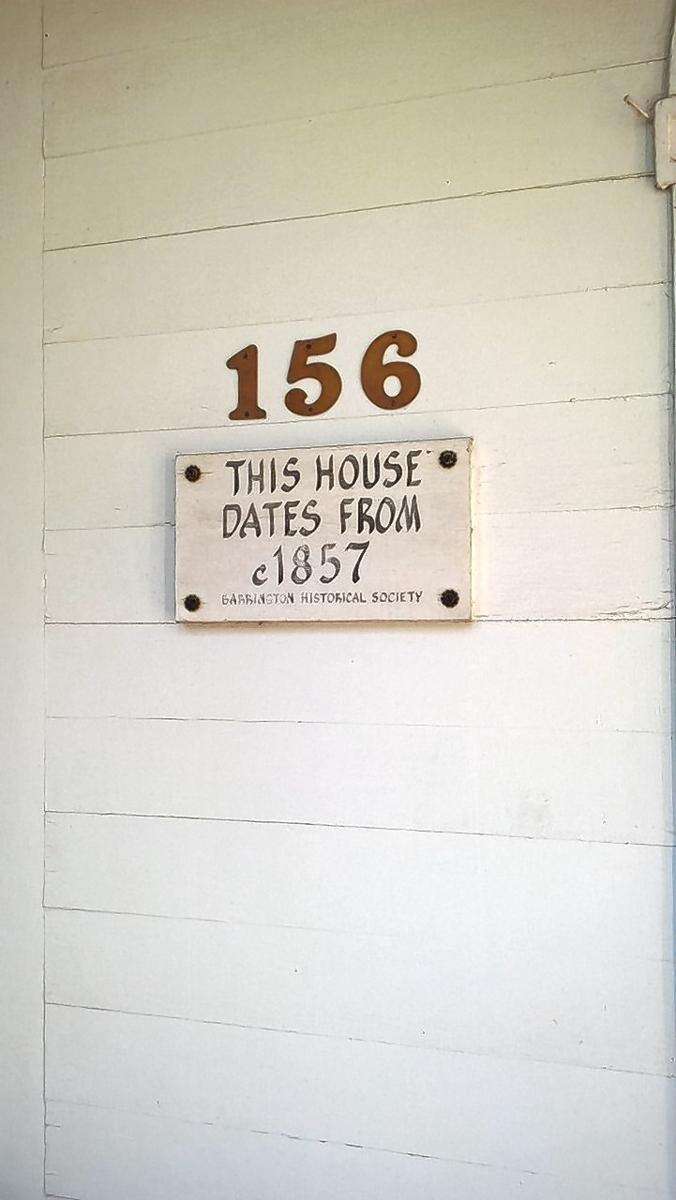 156
THIS HOUSE
DATES FROM
c1857
BARRINGTON HISTORICAL SOCIETY